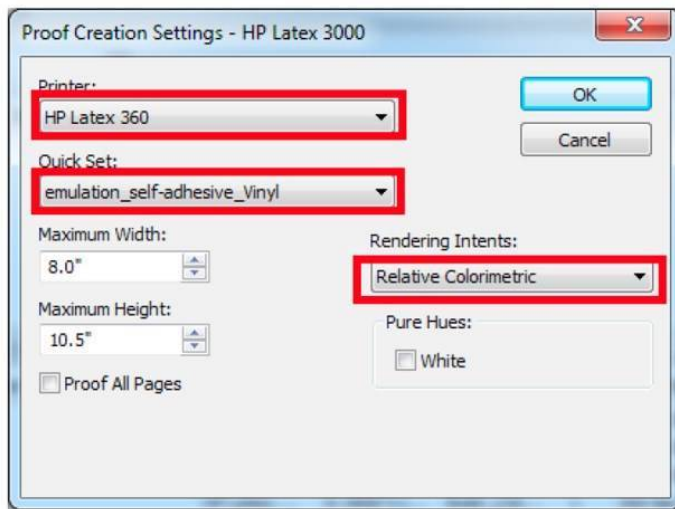 Proof Creation Settings - HP Latex 3000
Printer:
HP Latex 360
OK
Cancel
Quick Set:
emulation_self-adhesive_Vinyl
Maximum Width:
8.0"
Rendering Intents:
Relative Colorimetric
Maximum Height:
10.5"
Pure Hues:
White
Proof All Pages